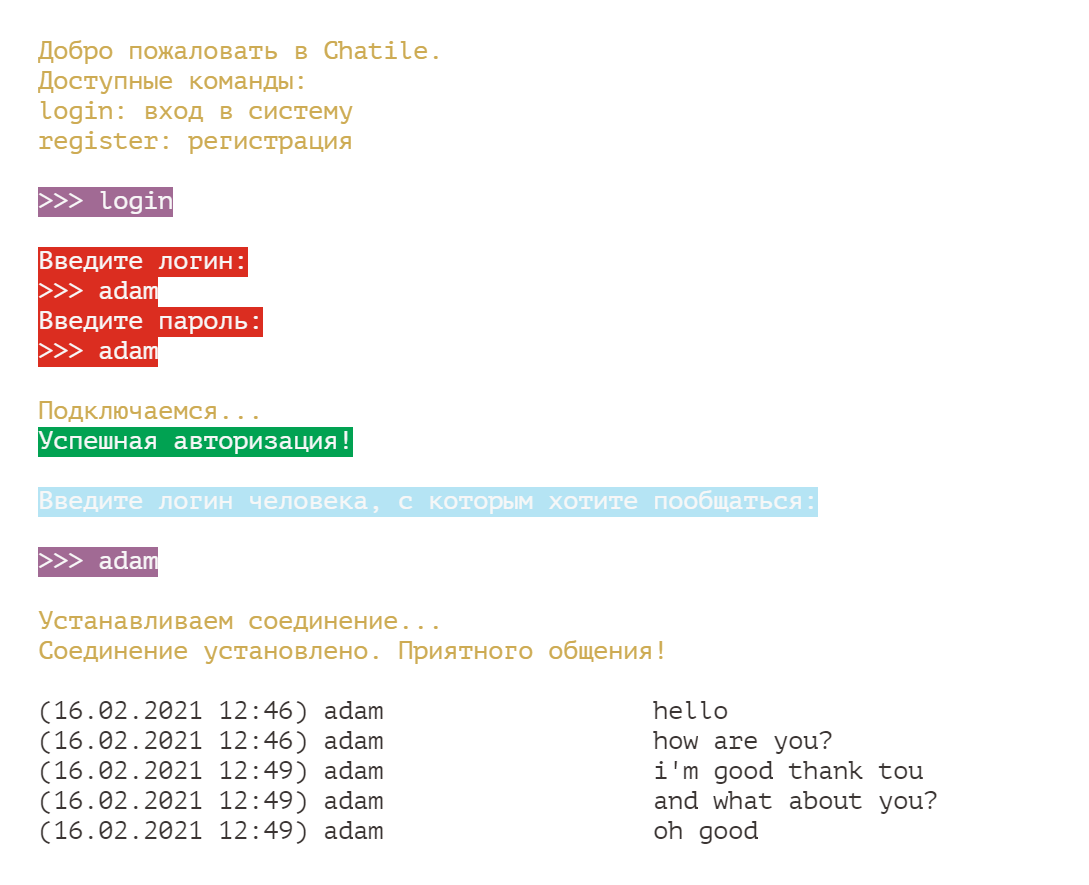 Добро пожаловать в Chatile.
Доступные команды:
login: вход в систему
register: регистрация
>>> login
Введите логин:
>>> adam
Введите пароль:
>>> adam
Подключаемся...
Успешная авторизация!
Введите логин человека, с которым хотите пообщаться:
>>> adam
Устанавливаем соединение...
Соединение установлено. Приятного общения!
(16.02.2021 12:46) adam hello
(16.02.2021 12:46) adam how are you?
(16.02.2021 12:49) adam i'm good thank tou
(16.02.2021 12:49) adam and what about you?
(16.02.2021 12:49) adam oh good